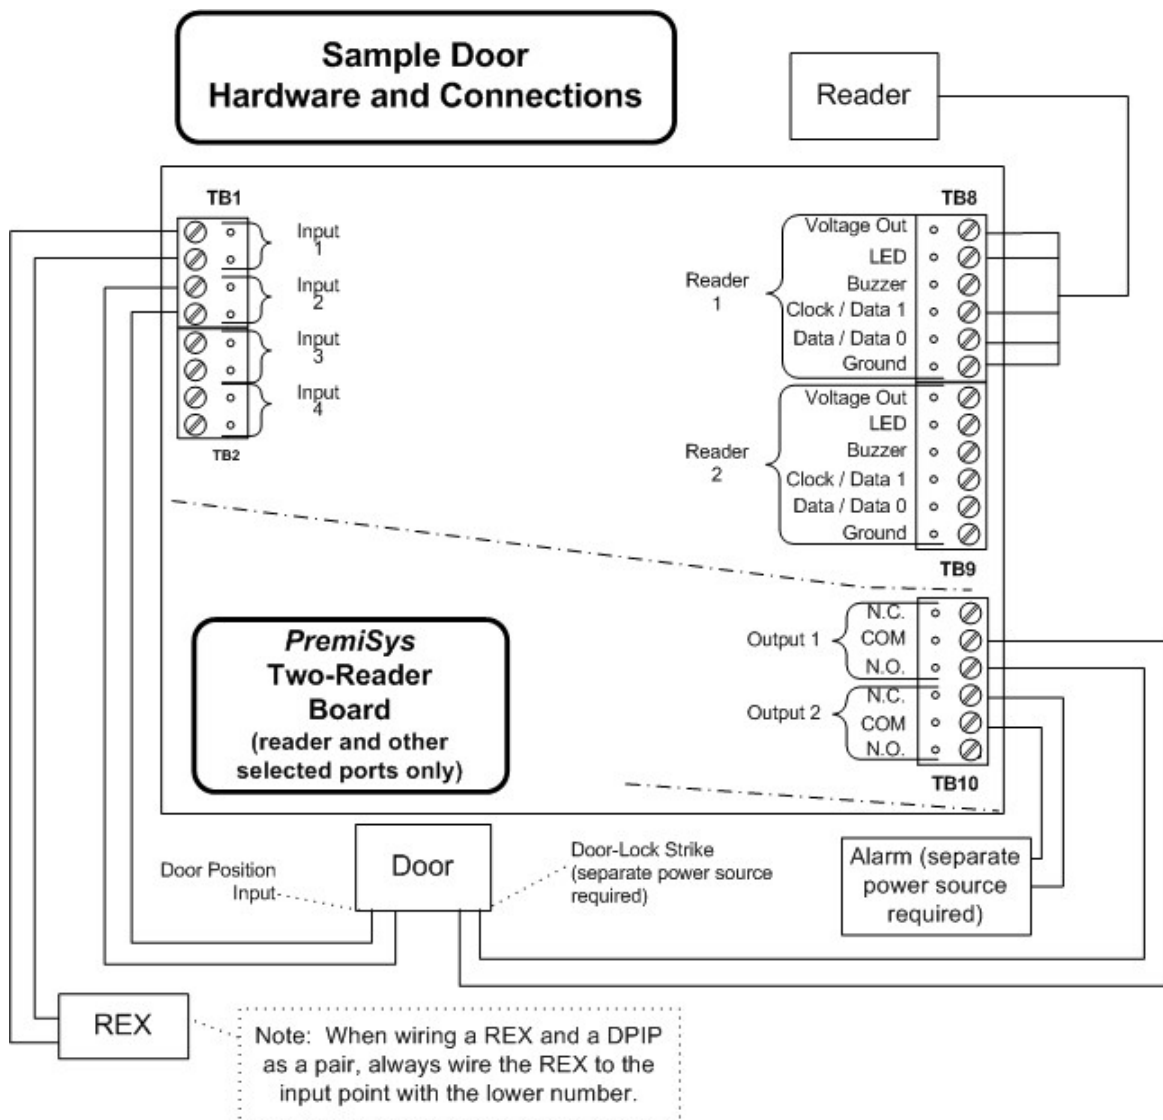 Sample Door
Hardware and Connections
Reader
TB1
Input
1
Input
2
Input
3
Input
4
TB2
TB8
Reader
1
Voltage Out
LED
Buzzer
Clock / Data 1
Data / Data 0
Ground
Reader
2
Voltage Out
LED
Buzzer
Clock / Data 1
Data / Data 0
Ground
TB9
Output 1
N.C.
COM
N.O.
Output 2
N.C.
COM
N.O.
TB10
PremiSys
Two-Reader
Board
(reader and other
selected ports only)
Door Position
Input
Door
Door-Lock Strike
(separate power source
required)
Alarm (separate
power source
required)
REX
Note: When wiring a REX and a DPIP
as a pair, always wire the REX to the
input point with the lower number.